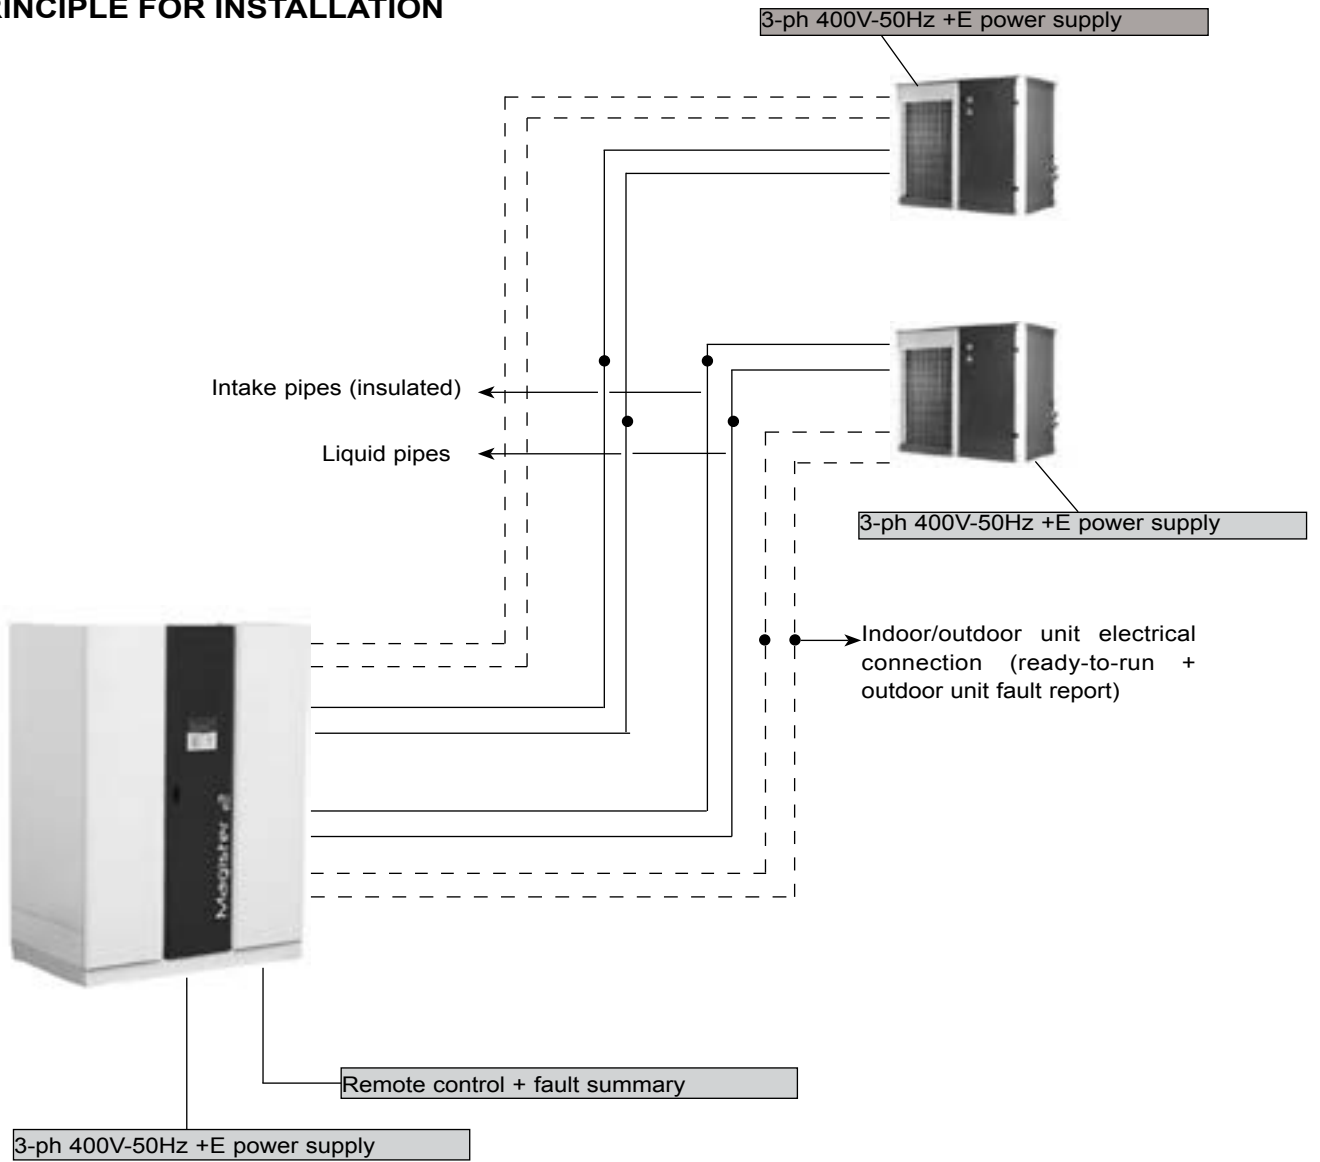 RINCIPLE FOR INSTALLATION
3-ph 400V-50Hz +E power supply
Intake pipes (insulated)
Liquid pipes
3-ph 400V-50Hz +E power supply
Indoor/outdoor unit electrical
connection (ready-to-run +
outdoor unit fault report)
Magister 2
Remote control + fault summary
3-ph 400V-50Hz +E power supply